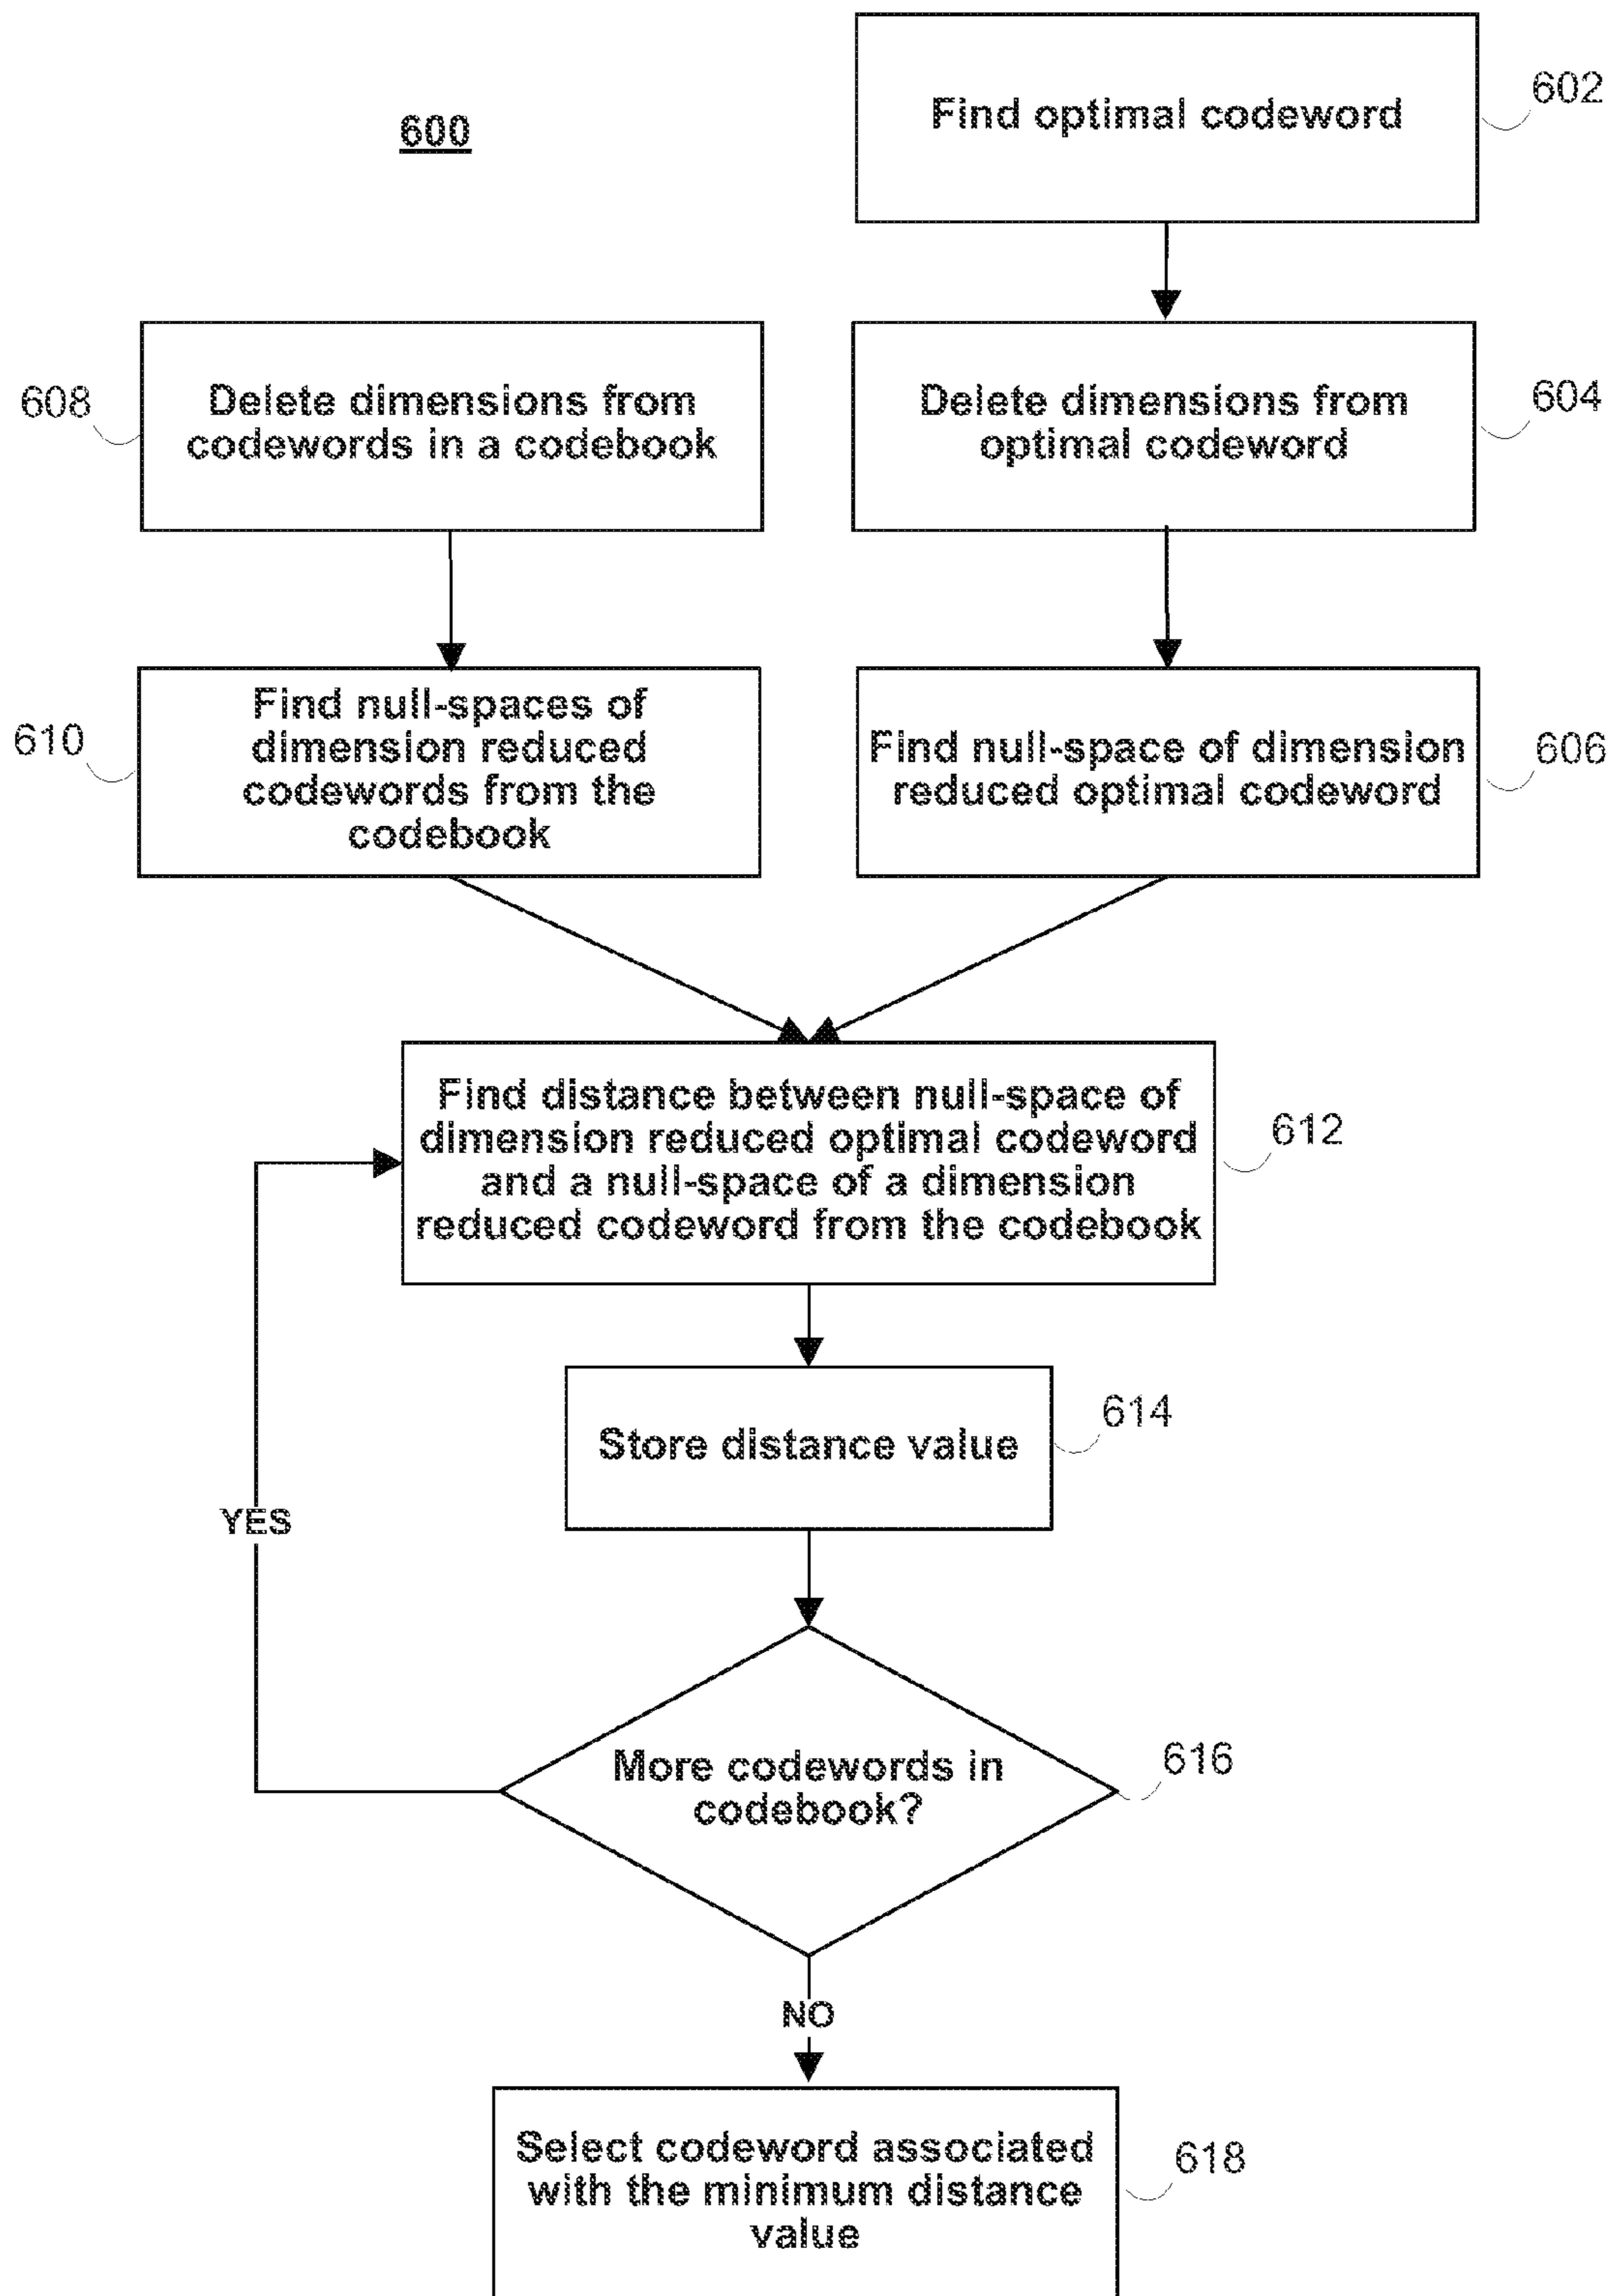 600
Find optimal codeword
602
Delete dimensions from
codewords in a codebook
608
Delete dimensions from
optimal codeword
604
Find null-spaces of
dimension reduced
codewords from the
codebook
610
Find null-space of dimension
reduced optimal codeword
606
Find distance between null-space of
dimension reduced optimal codeword
and a null-space of a dimension
reduced codeword from the codebook
612
Store distance value
614
YES
More codewords in
codebook?
616
NO
Select codeword associated
with the minimum distance
value
618